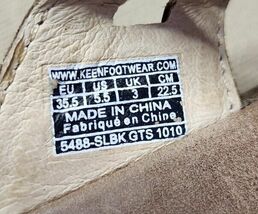 WWW.KEENFOOTWEAR.COM
EU US UK CM
35.5 5.5 3 22.5
MADE IN CHINA
Fabriqué en China
5488-SLBK GTS 1010